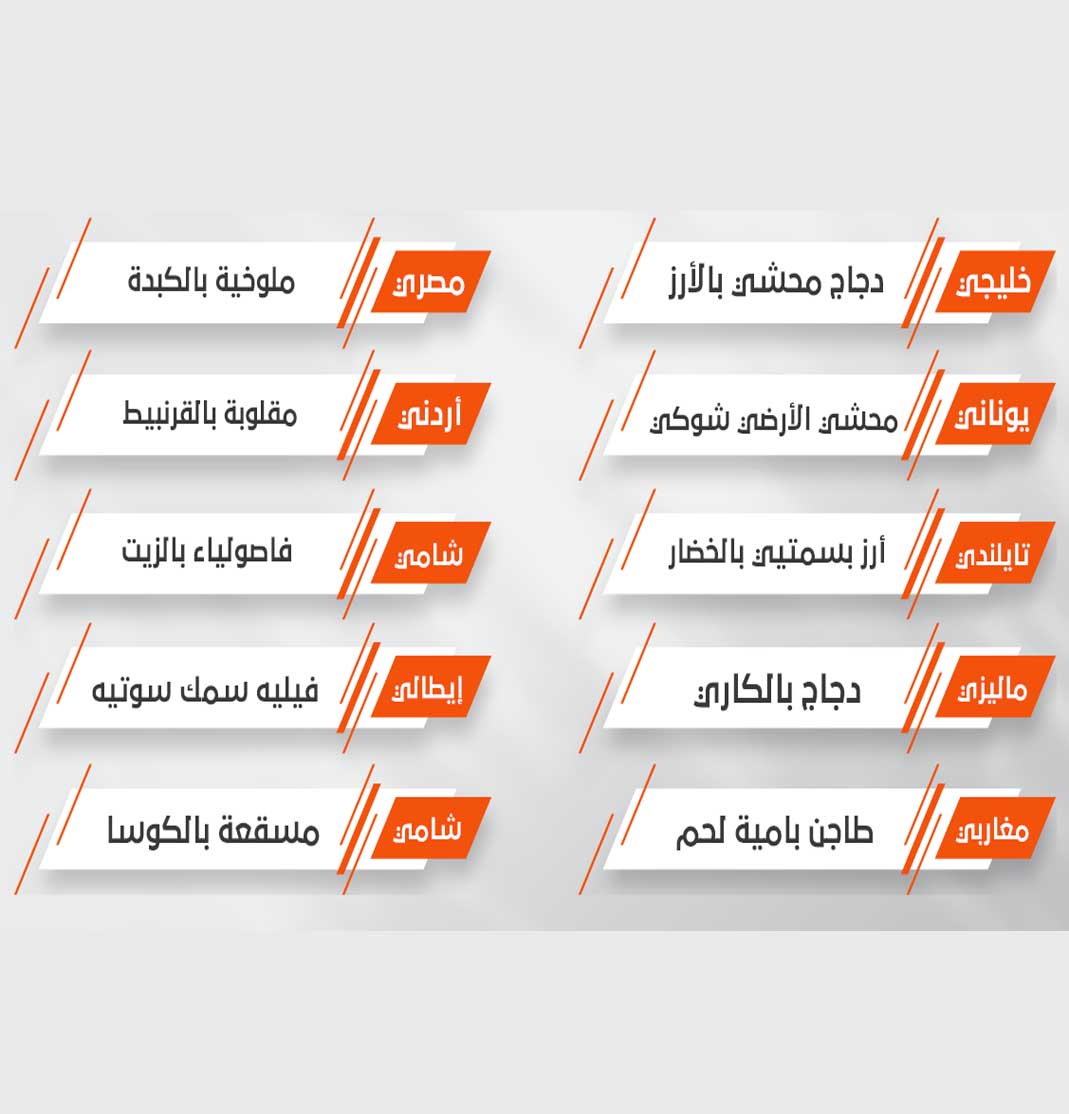 خليجي دجاج محشي بالأرز
مصري ملوخية بالكبدة
يوناني محشي الأرضي شوكي
أردني مقلوبة بالقرنبيط
تايلندي أرز بسمتيي بالخضار
شامي فاصولياء بالزيت
ماليزي دجاج بالكاري
إيطالي فيليه سمك سوتيه
مغاربي طاجن بامية لحم
شامي مسقعة بالكوسا